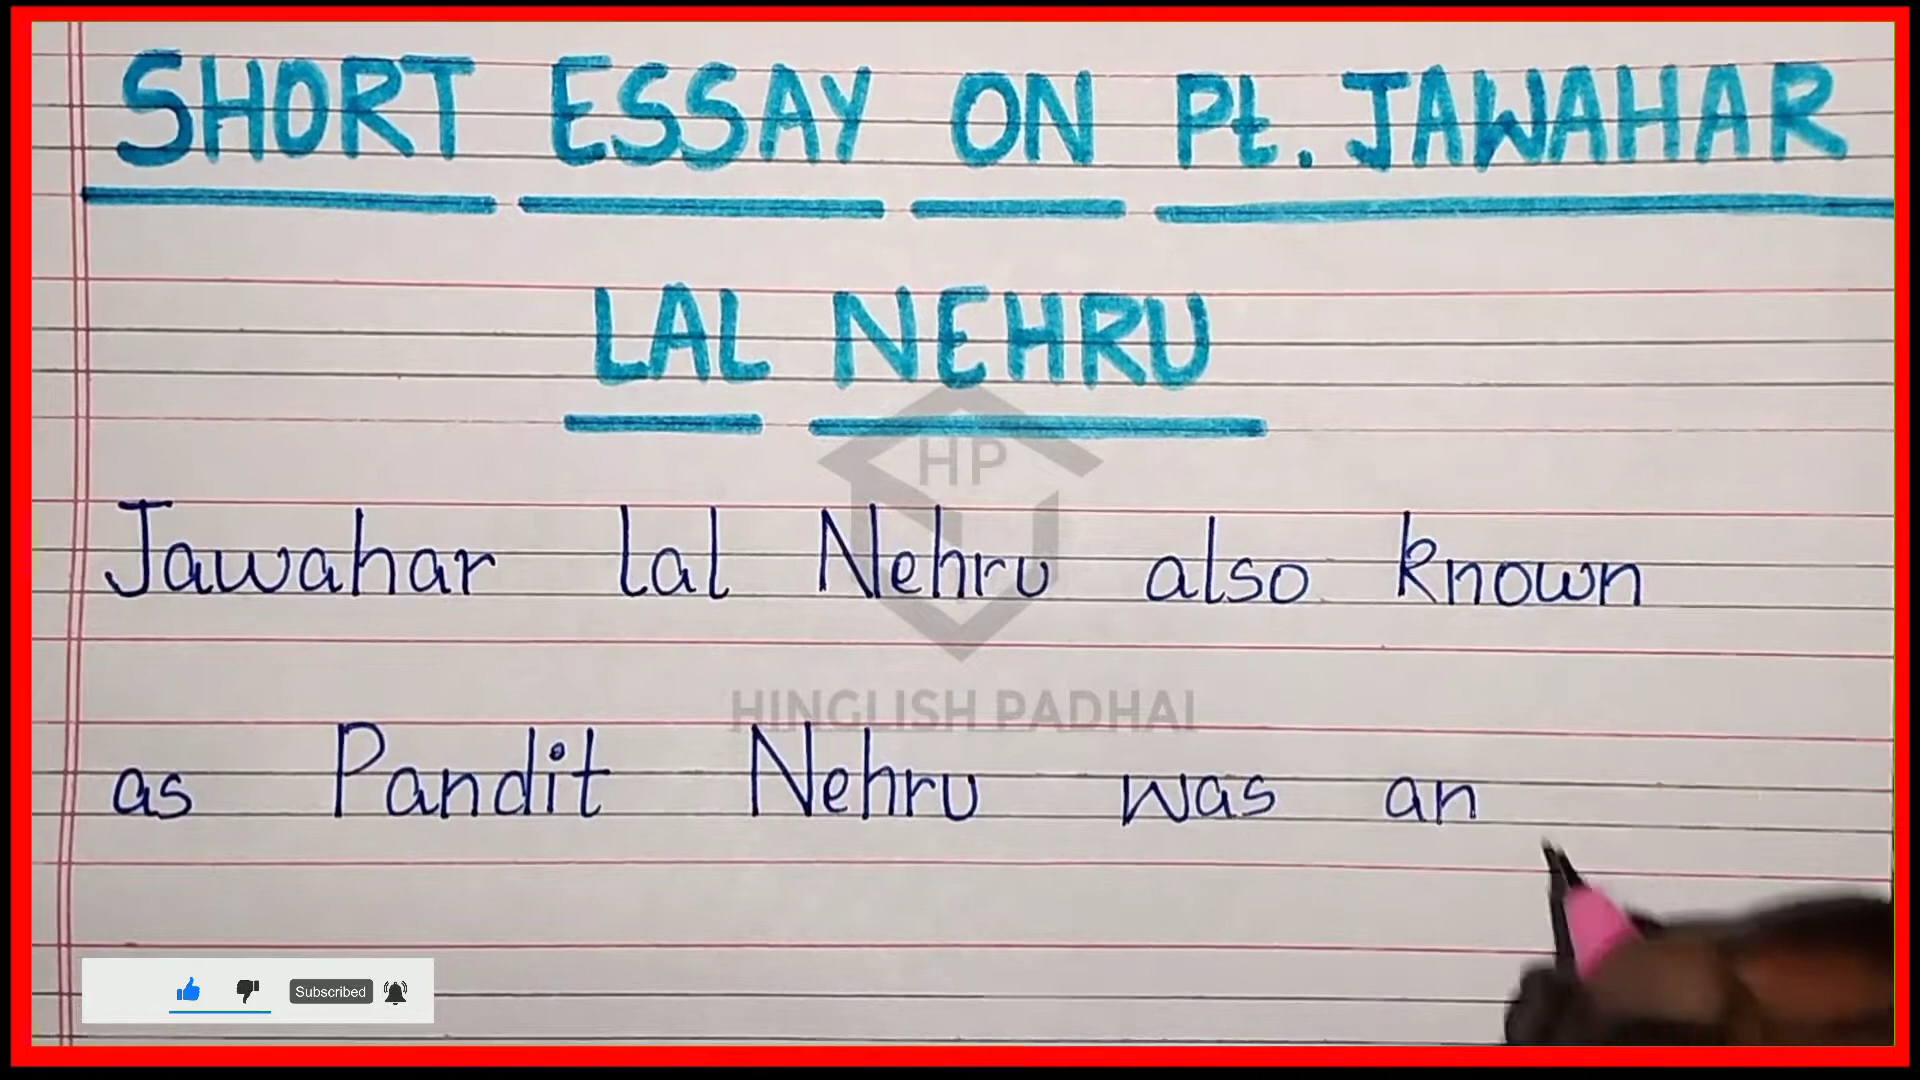 SHORT ESSAY ON Pt. JAWAHAR
LAL NEHRU
HP
Jawahar lal Nehru also known
HINGLISH PADHAI
as Pandit Nehru was an
Subscribed